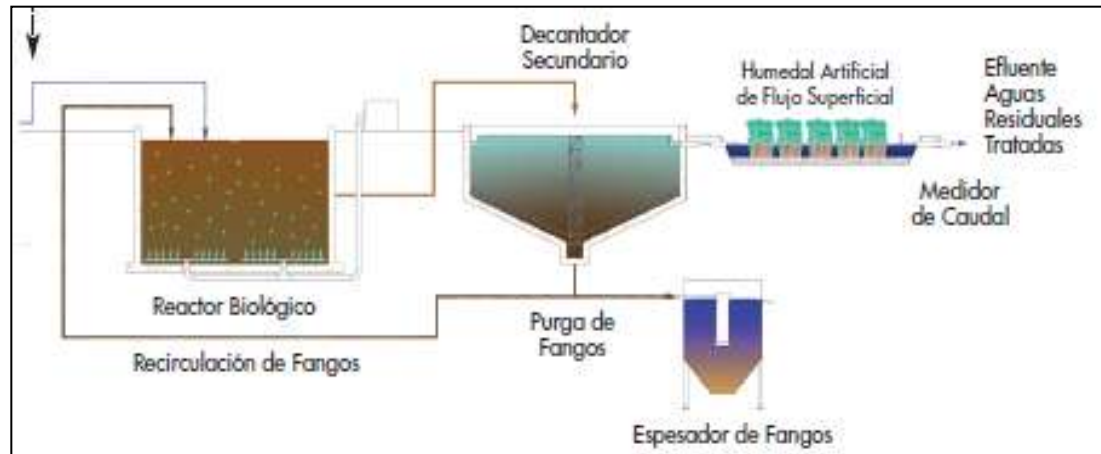 Decantador
Secundario
Humedal Artificial
de Flujo Superficial
Efluente
Aguas
Residuales
Tratadas
Medidor
de Caudal
Reactor Biológico
Purga de
Fangos
Recirculación de Fangos
Espesador de Fangos